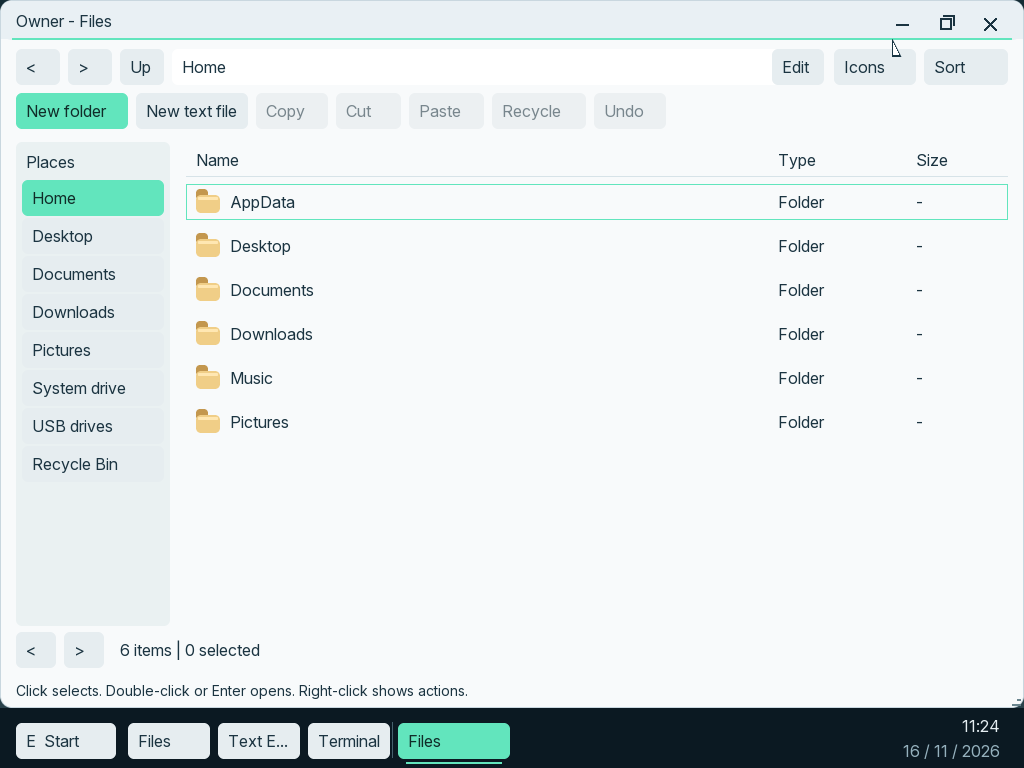 Owner - Files
< > Up Home Edit Icons Sort
New folder New text file Copy Cut Paste Recycle Undo
Places
Home
Desktop
Documents
Downloads
Pictures
System drive
USB drives
Recycle Bin
Name Type Size
AppData Folder -
Desktop Folder -
Documents Folder -
Downloads Folder -
Music Folder -
Pictures Folder -
< > 6 items | 0 selected
Click selects. Double-click or Enter opens. Right-click shows actions.
E Start Files Text E... Terminal Files
11:24
16 / 11 / 2026